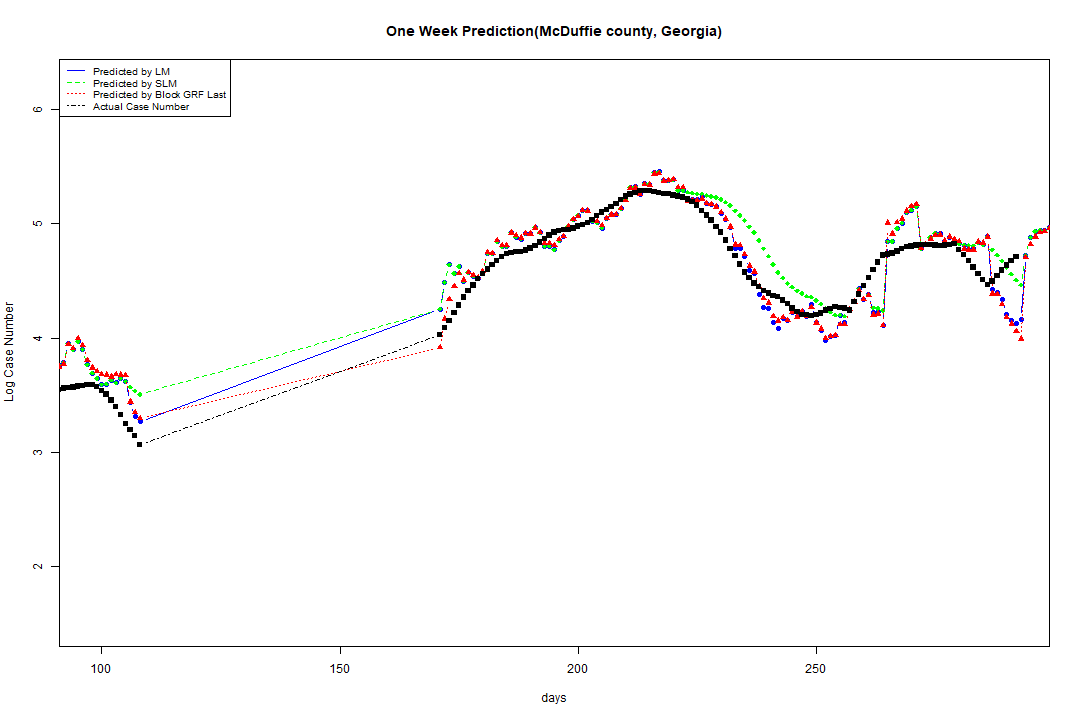 One Week Prediction(McDuffie county, Georgia)
Predicted by LM
Predicted by SLM
Predicted by Block GRF Last
Actual Case Number
6
5
4
3
2
Log Case Number
100 150 200 250
days